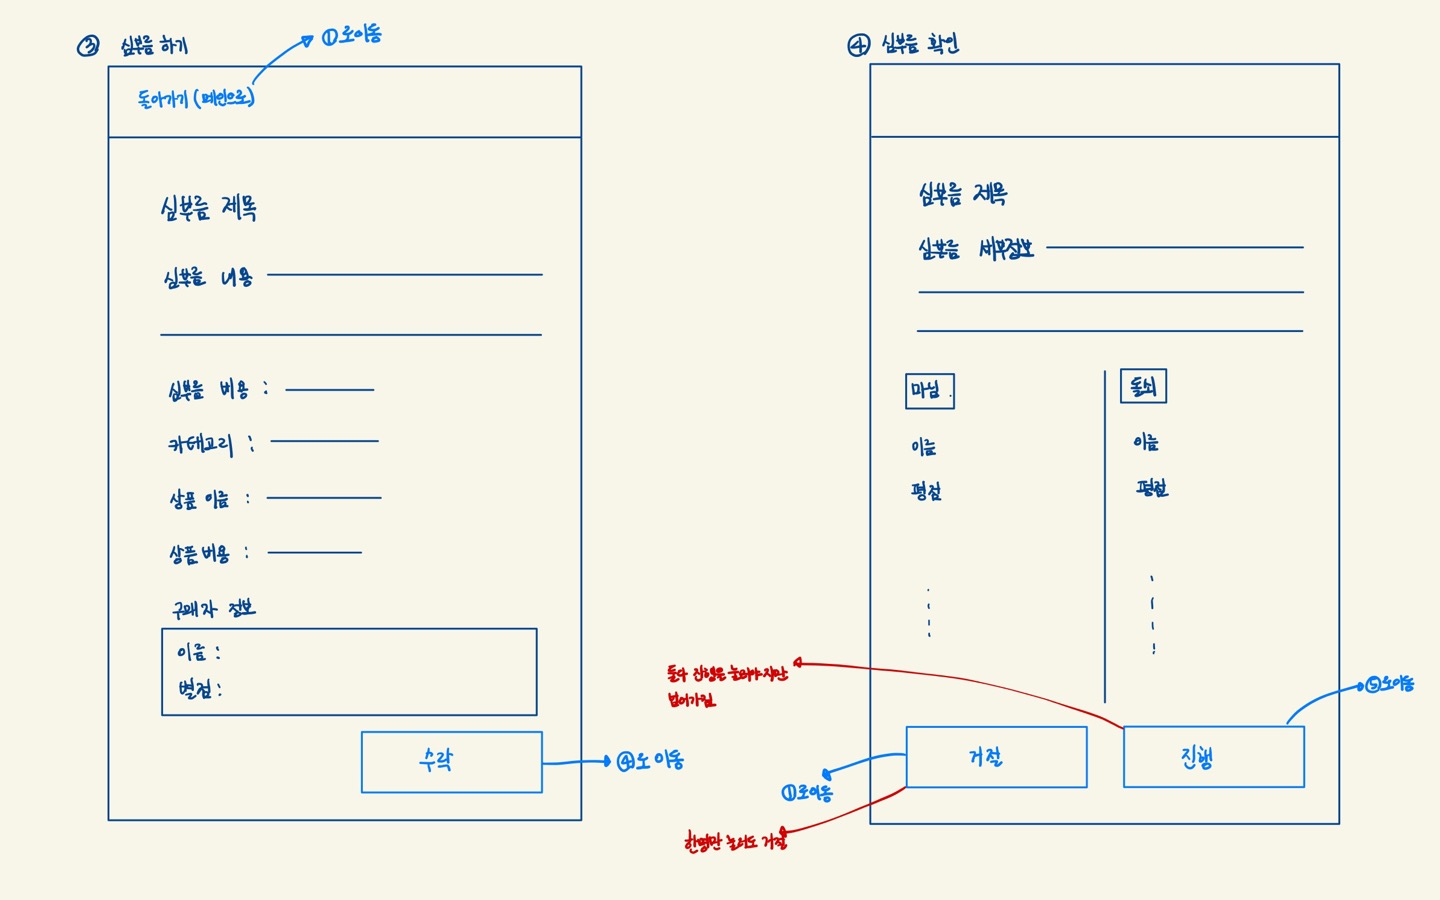 ③ 심부름 하기
①로이동
돌아가기 (메인으로)
심부름 제목
심부름 내용
심부름 비용 :
카테고리 :
상품 이름 :
상품 비용 :
구매자 정보
이름 :
별점 :
수락
④로 이동
④ 심부름 확인
심부름 제목
심부름 세부정보
마님
이름
평점
돌쇠
이름
평점
둘다 진행은 눌러야지만
넘어가짐
⑤로이동
거절
진행
①로이동
한명만 눌러도 거절